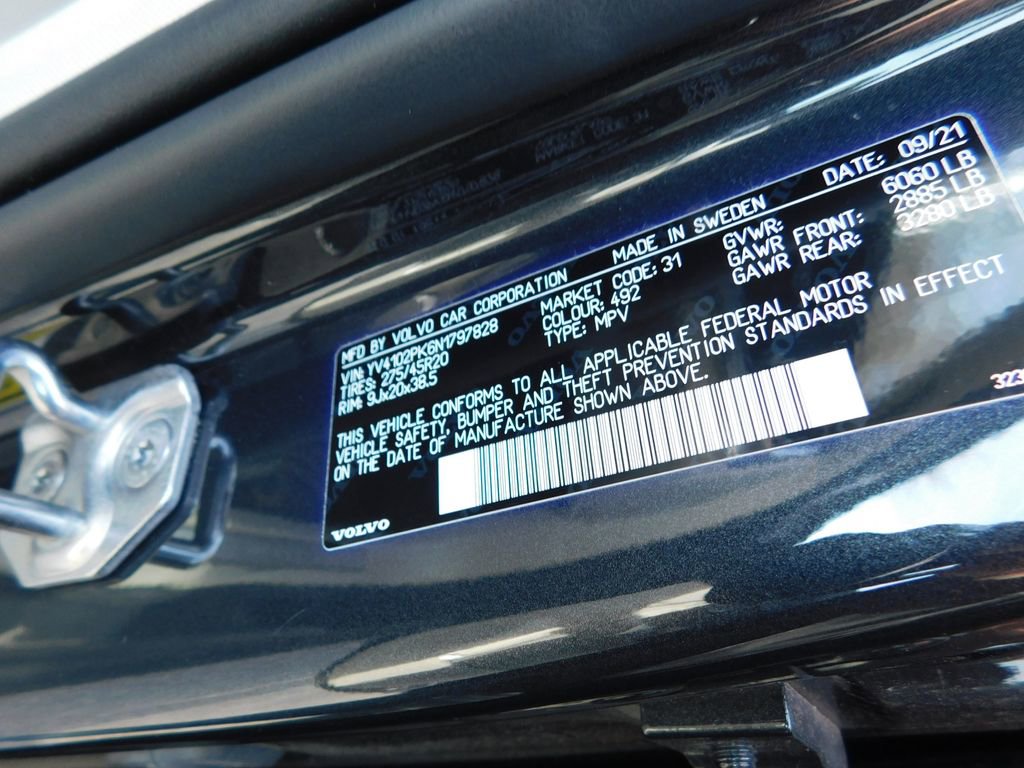 MFD BY VOLVO CAR CORPORATION MADE IN SWEDEN DATE: 09/21
VIN: YV4102PK6N1797828 MARKET CODE: 31 GVWR: 6060 LB
TIRES: 275/45R20 COLOUR: 492 GAWR FRONT: 2885 LB
RIM: 9Jx20x38.5 TYPE: MPV GAWR REAR: 3280 LB
THIS VEHICLE CONFORMS TO ALL APPLICABLE FEDERAL MOTOR
VEHICLE SAFETY, BUMPER AND THEFT PREVENTION STANDARDS IN EFFECT
ON THE DATE OF MANUFACTURE SHOWN ABOVE.
VOLVO